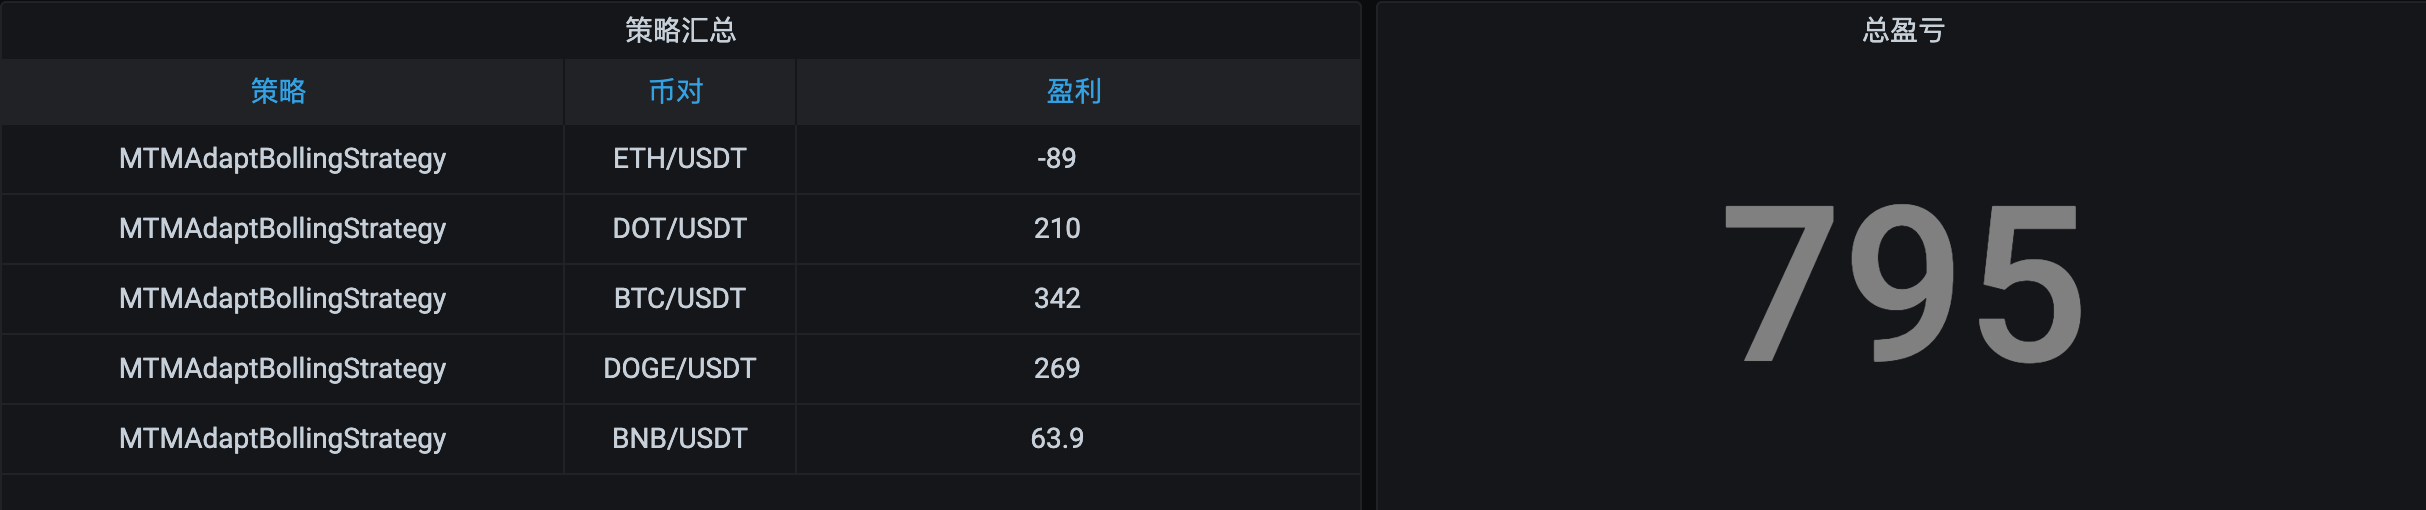 策略汇总
策略 币对 盈利
MTMAdaptBollingStrategy ETH/USDT -89
MTMAdaptBollingStrategy DOT/USDT 210
MTMAdaptBollingStrategy BTC/USDT 342
MTMAdaptBollingStrategy DOGE/USDT 269
MTMAdaptBollingStrategy BNB/USDT 63.9
总盈亏
795